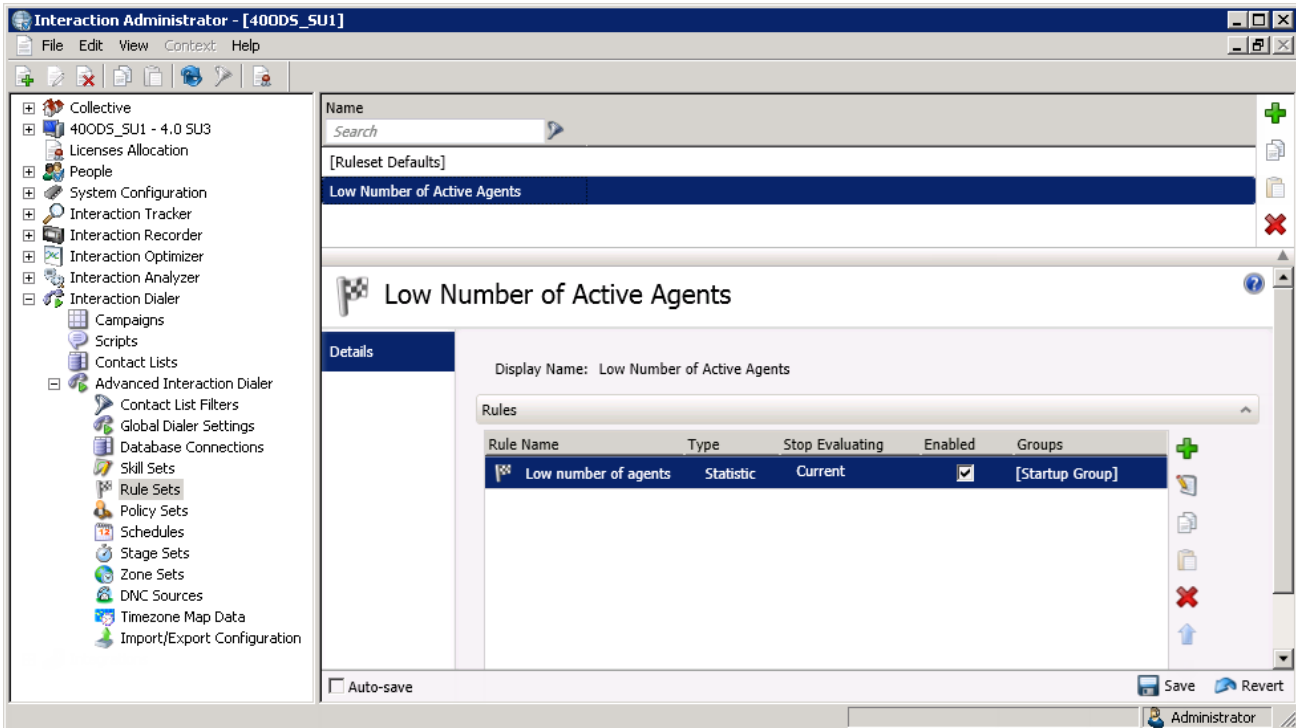 Interaction Administrator - [40ODS_SU1]
File Edit View Context Help
Collective
40ODS_SU1 - 4.0 SU3
Licenses Allocation
People
System Configuration
Interaction Tracker
Interaction Recorder
Interaction Optimizer
Interaction Analyzer
Interaction Dialer
Campaigns
Scripts
Contact Lists
Advanced Interaction Dialer
Contact List Filters
Global Dialer Settings
Database Connections
Skill Sets
Rule Sets
Policy Sets
Schedules
Stage Sets
Zone Sets
DNC Sources
Timezone Map Data
Import/Export Configuration
Name
Search
[Ruleset Defaults]
Low Number of Active Agents
Low Number of Active Agents
Details
Display Name: Low Number of Active Agents
Rules
Rule Name Type Stop Evaluating Enabled Groups
Low number of agents Statistic Current [Startup Group]
Auto-save
Save Revert
Administrator